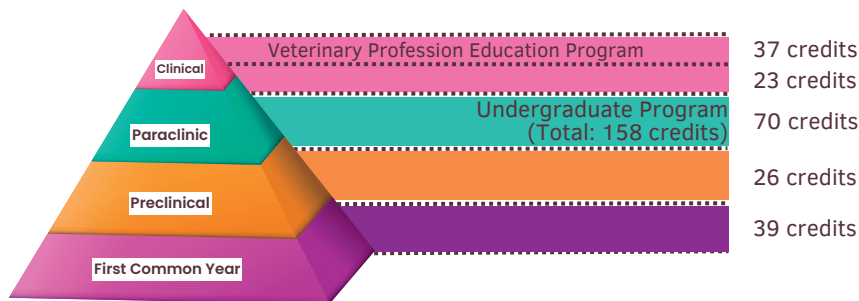 Veterinary Profession Education Program
37 credits
Clinical
23 credits
Undergraduate Program
(Total: 158 credits)
70 credits
Paraclinic
26 credits
Preclinical
39 credits
First Common Year